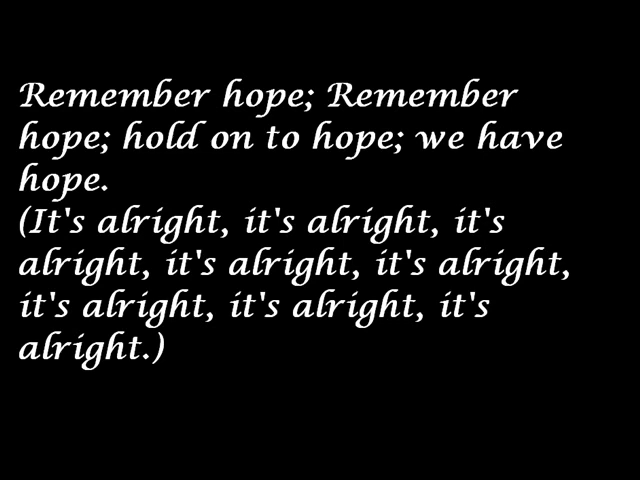 Remember hope; Remember
hope; hold on to hope; we have
hope.
(It's alright, it's alright, it's
alright, it's alright, it's alright,
it's alright, it's alright, it's
alright.)